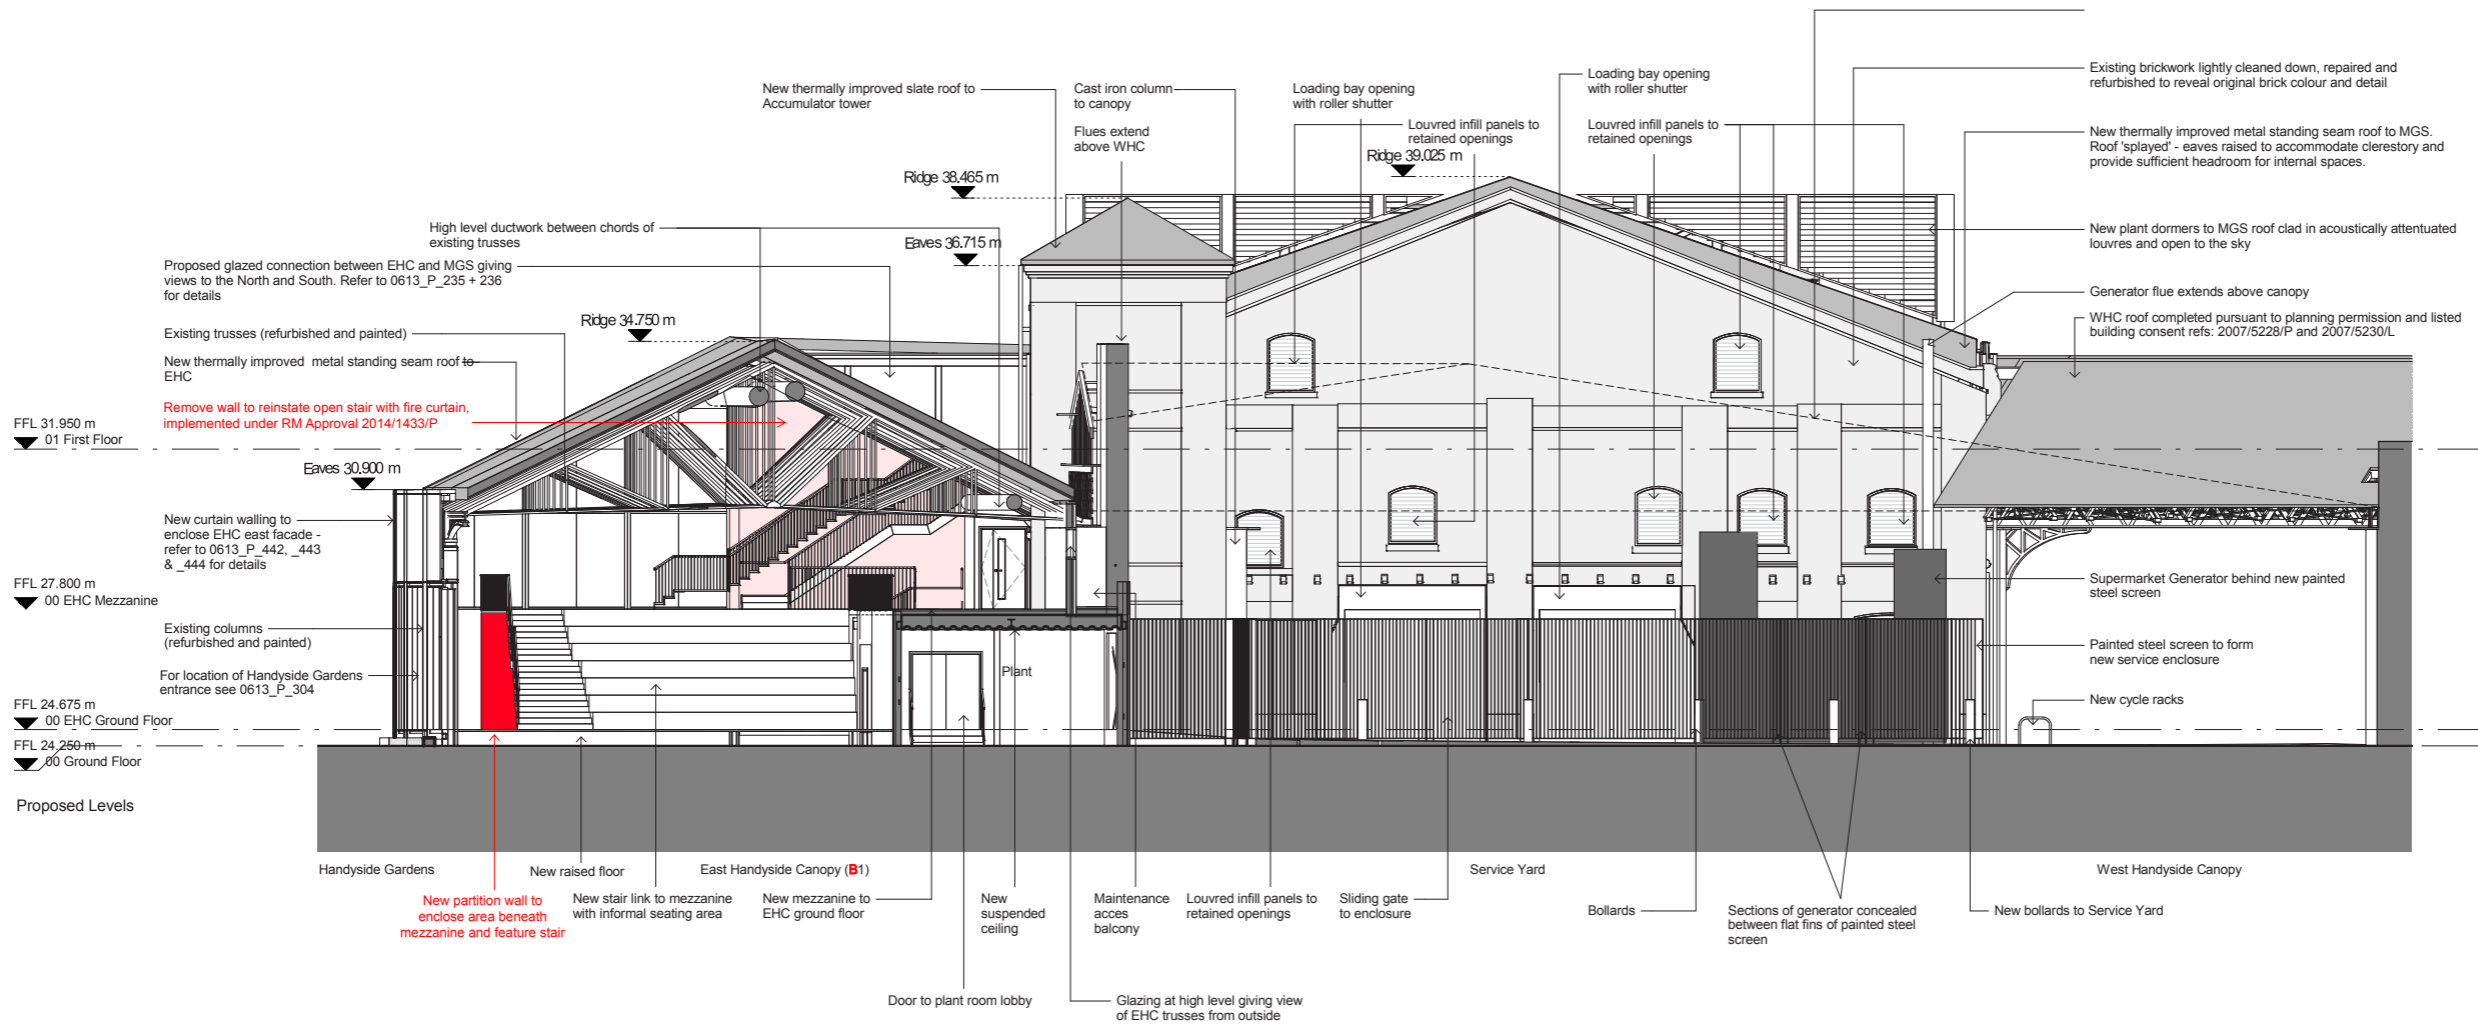 Existing brickwork lightly cleaned down, repaired and
refurbished to reveal original brick colour and detail
New thermally improved slate roof to
Accumulator tower
Cast iron column
to canopy
Flues extend
above WHC
Loading bay opening
with roller shutter
Loading bay opening
with roller shutter
Louvred infill panels to
retained openings
Louvred infill panels to
retained openings
New thermally improved metal standing seam roof to MGS.
Roof 'splayed' - eaves raised to accommodate clerestory and
provide sufficient headroom for internal spaces.
Ridge 39.025 m
Ridge 38.465 m
Eaves 36.715 m
High level ductwork between chords of
existing trusses
New plant dormers to MGS roof clad in acoustically attentuated
louvres and open to the sky
Proposed glazed connection between EHC and MGS giving
views to the North and South. Refer to 0613_P_235 + 236
for details
Generator flue extends above canopy
Ridge 34.750 m
WHC roof completed pursuant to planning permission and listed
building consent refs: 2007/5228/P and 2007/5230/L
Existing trusses (refurbished and painted)
New thermally improved metal standing seam roof to
EHC
Remove wall to reinstate open stair with fire curtain,
implemented under RM Approval 2014/1433/P
FFL 31.950 m
01 First Floor
Eaves 30.900 m
New curtain walling to
enclose EHC east facade -
refer to 0613_P_442, _443
& _444 for details
FFL 27.800 m
00 EHC Mezzanine
Supermarket Generator behind new painted
steel screen
Existing columns
(refurbished and painted)
Painted steel screen to form
new service enclosure
For location of Handyside Gardens
entrance see 0613_P_304
Plant
New cycle racks
FFL 24.675 m
00 EHC Ground Floor
FFL 24.250 m
00 Ground Floor
Proposed Levels
Handyside Gardens
New raised floor
East Handyside Canopy (B1)
Service Yard
West Handyside Canopy
New partition wall to
enclose area beneath
mezzanine and feature stair
New stair link to mezzanine
with informal seating area
New mezzanine to
EHC ground floor
New
suspended
ceiling
Maintenance
acces
balcony
Louvred infill panels to
retained openings
Sliding gate
to enclosure
Bollards
Sections of generator concealed
between flat fins of painted steel
screen
New bollards to Service Yard
Door to plant room lobby
Glazing at high level giving view
of EHC trusses from outside